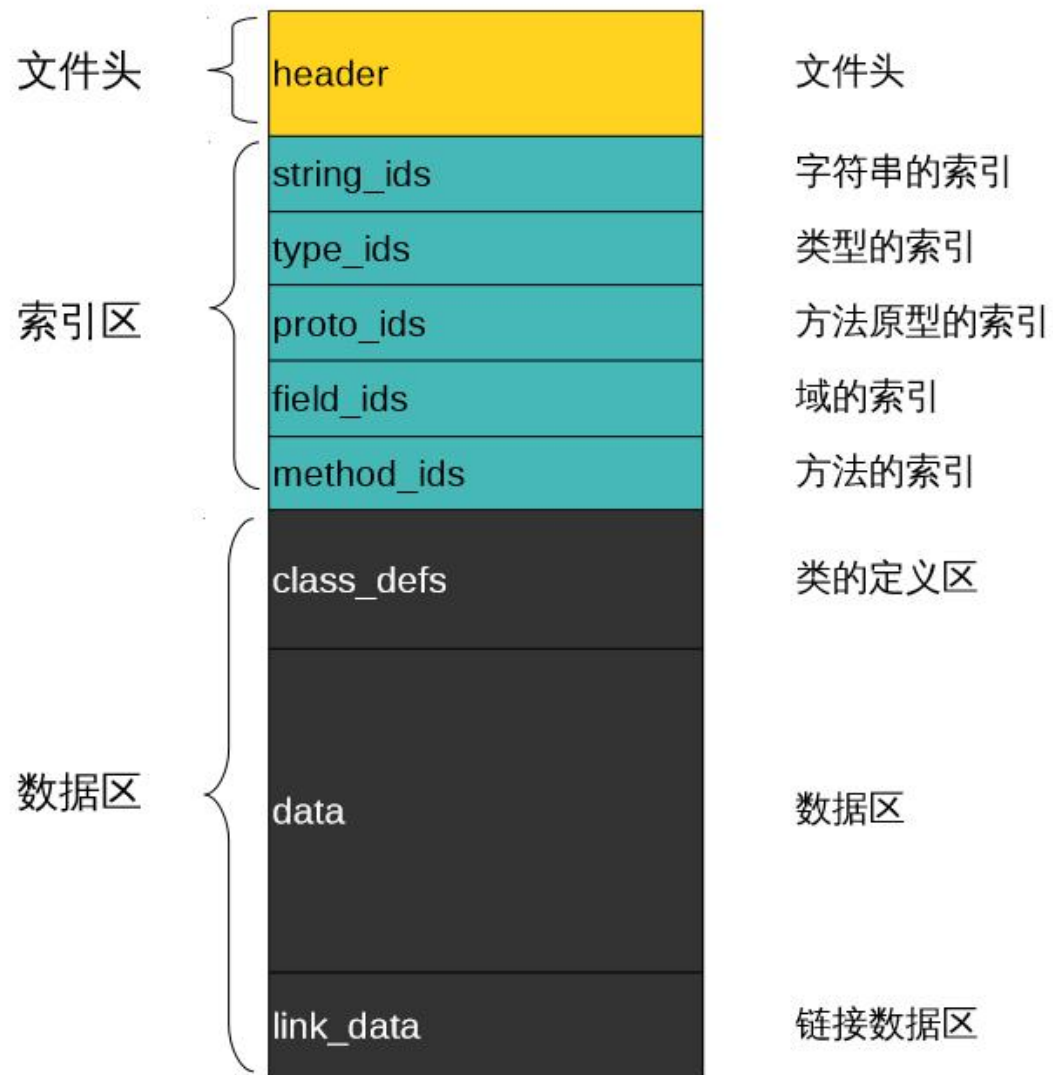 文件头 header 文件头
string_ids 字符串的索引
type_ids 类型的索引
索引区 proto_ids 方法原型的索引
field_ids 域的索引
method_ids 方法的索引
class_defs 类的定义区
数据区 data 数据区
link_data 链接数据区